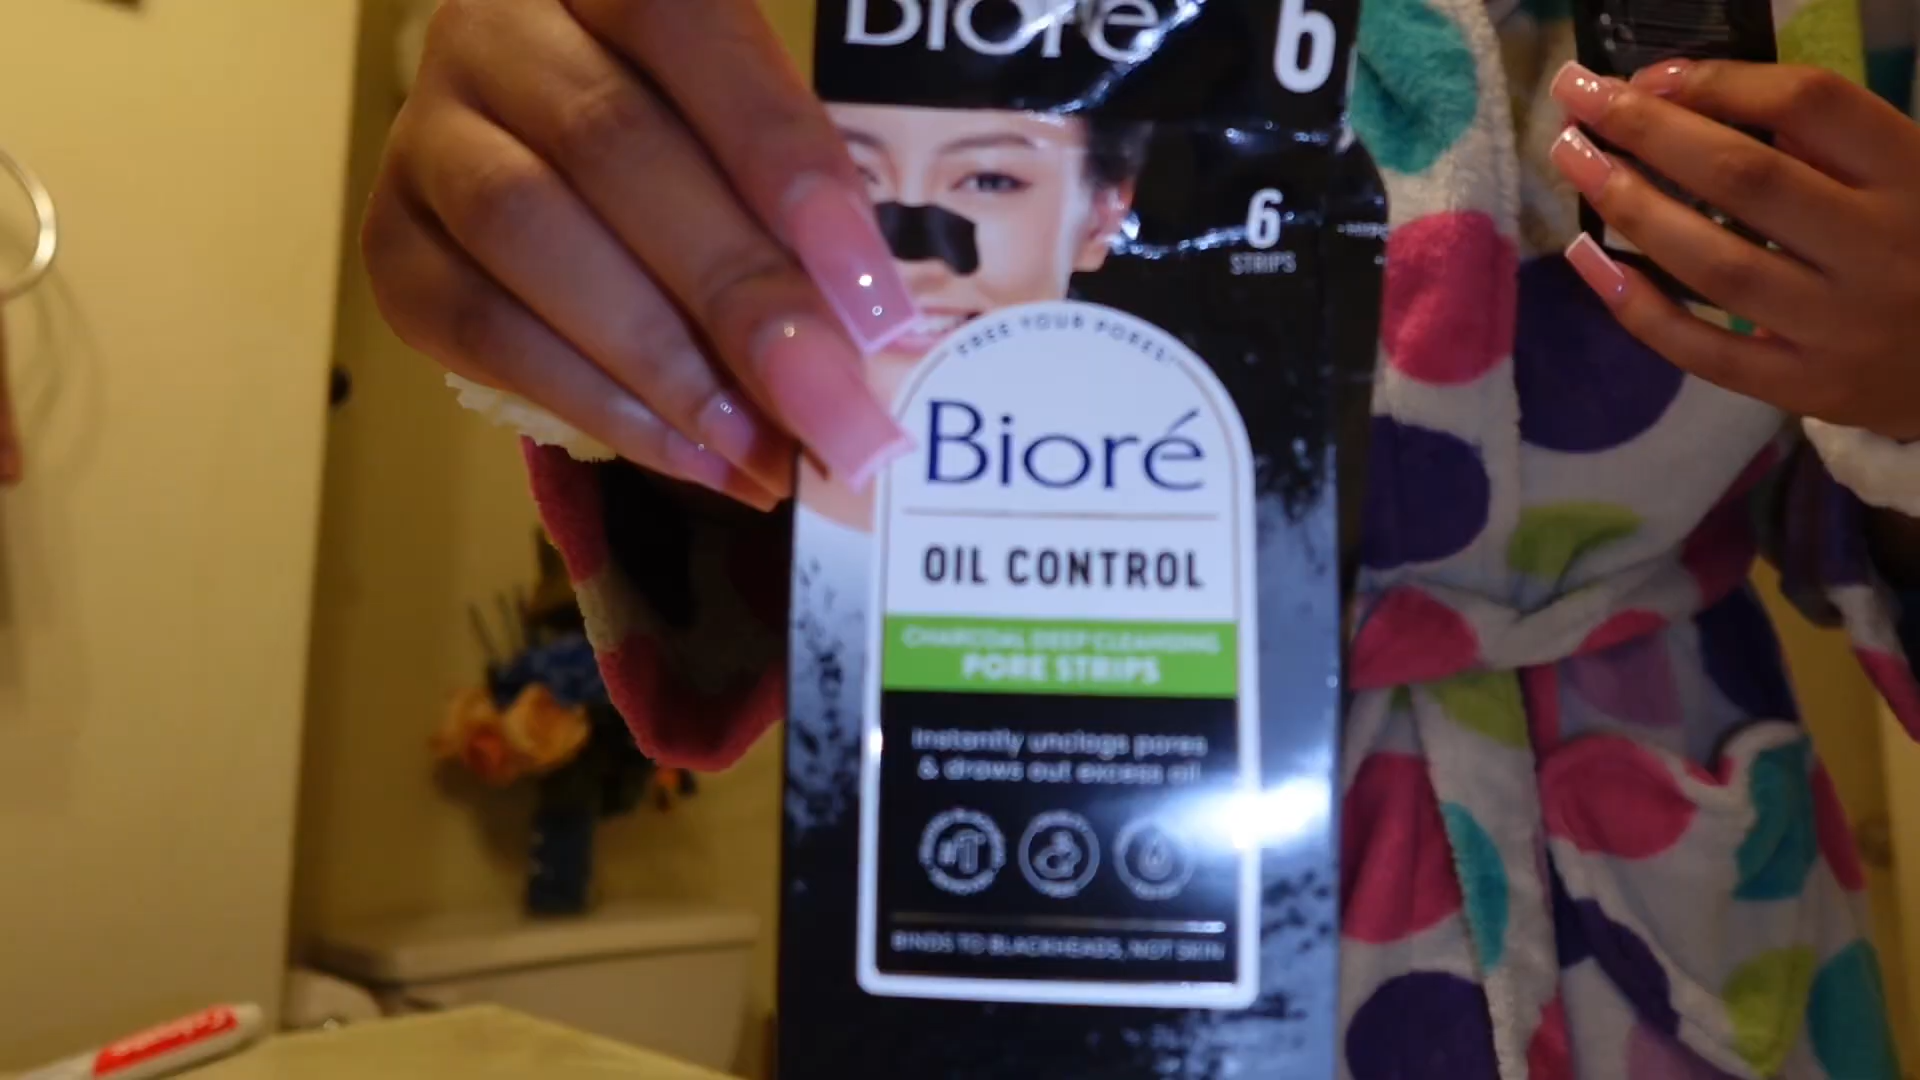 Bioré
6
6
STRIPS
FREE YOUR PORES
Bioré
OIL CONTROL
CHARCOAL DEEP CLEANSING
PORE STRIPS
Instantly unclogs pores
& draws out excess oil
#1
BINDS TO BLACKHEADS, NOT SKIN